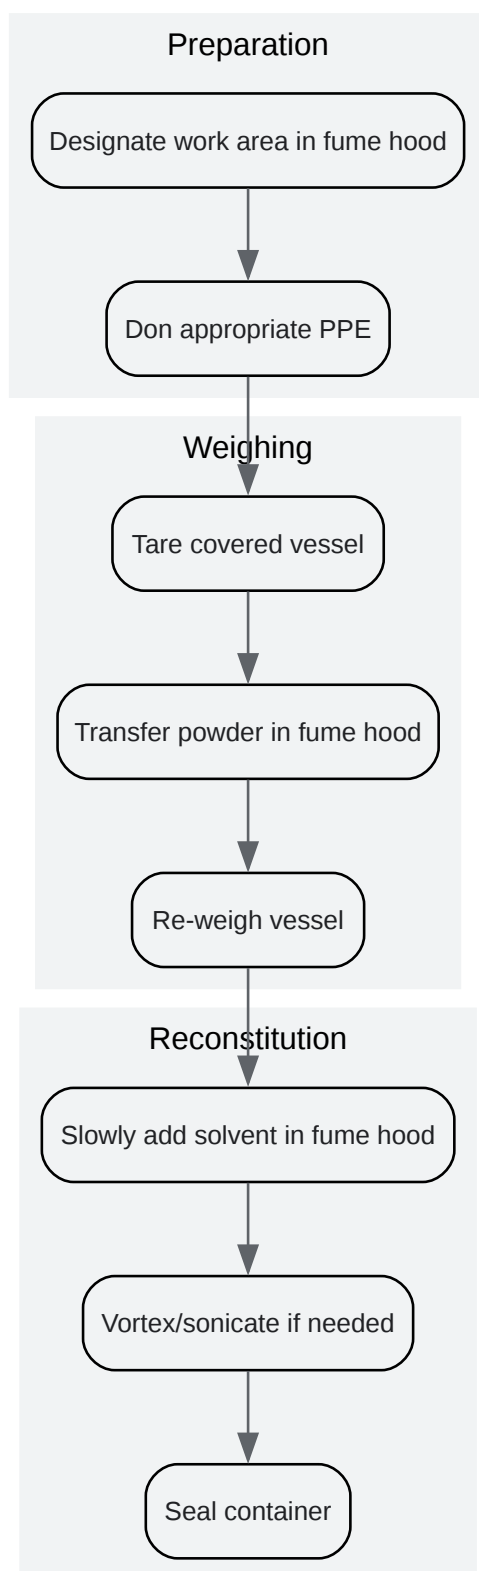 Preparation
Designate work area in fume hood
Don appropriate PPE
Weighing
Tare covered vessel
Transfer powder in fume hood
Re-weigh vessel
Reconstitution
Slowly add solvent in fume hood
Vortex/sonicate if needed
Seal container